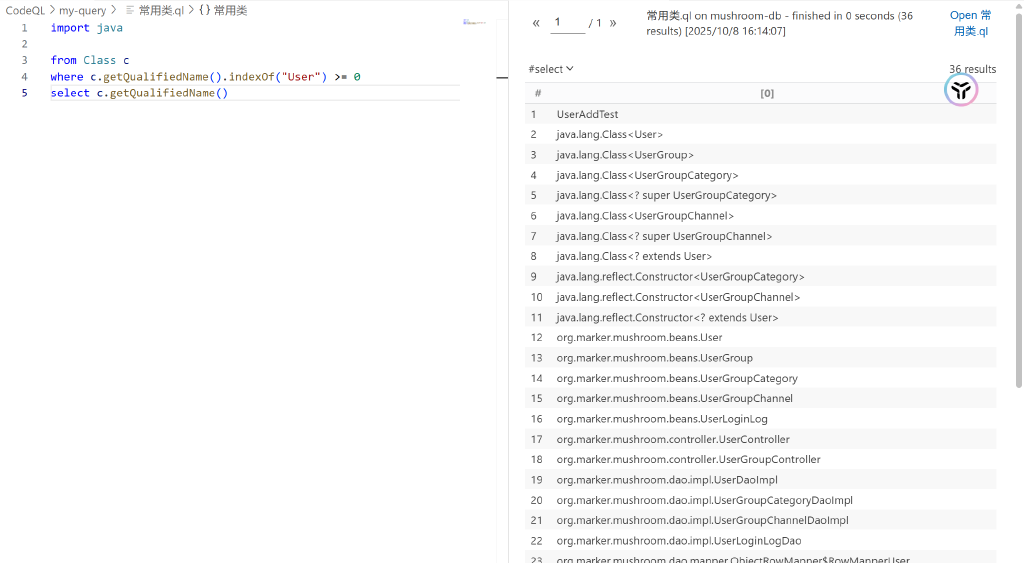 CodeQL > my-query > 常用类.ql > {} 常用类
1 import java
2
3 from Class c
4 where c.getQualifiedName().indexOf("User") >= 0
5 select c.getQualifiedName()
« 1 / 1 »
常用类.ql on mushroom-db - finished in 0 seconds (36
results) [2025/10/8 16:14:07]
Open 常
用类.ql
#select
36 results
# [0]
1 UserAddTest
2 java.lang.Class<User>
3 java.lang.Class<UserGroup>
4 java.lang.Class<UserGroupCategory>
5 java.lang.Class<? super UserGroupCategory>
6 java.lang.Class<UserGroupChannel>
7 java.lang.Class<? super UserGroupChannel>
8 java.lang.Class<? extends User>
9 java.lang.reflect.Constructor<UserGroupCategory>
10 java.lang.reflect.Constructor<UserGroupChannel>
11 java.lang.reflect.Constructor<? extends User>
12 org.marker.mushroom.beans.User
13 org.marker.mushroom.beans.UserGroup
14 org.marker.mushroom.beans.UserGroupCategory
15 org.marker.mushroom.beans.UserGroupChannel
16 org.marker.mushroom.beans.UserLoginLog
17 org.marker.mushroom.controller.UserController
18 org.marker.mushroom.controller.UserGroupController
19 org.marker.mushroom.dao.impl.UserDaoImpl
20 org.marker.mushroom.dao.impl.UserGroupCategoryDaoImpl
21 org.marker.mushroom.dao.impl.UserGroupChannelDaoImpl
22 org.marker.mushroom.dao.impl.UserLoginLogDao
23 org.marker.mushroom.dao.mapper.ObjectRowMapper$RowMapperUser